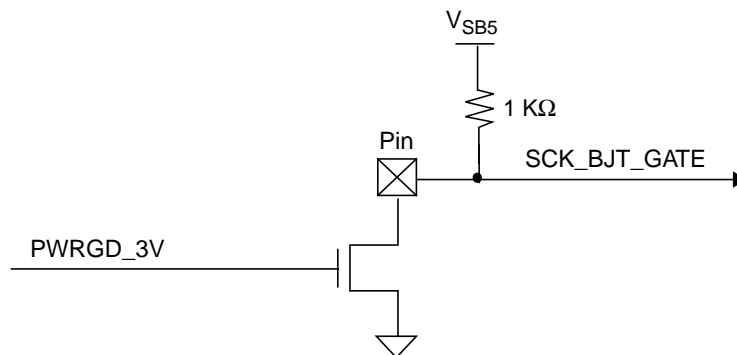 VSB5
1 KΩ
Pin
SCK_BJT_GATE
PWRGD_3V